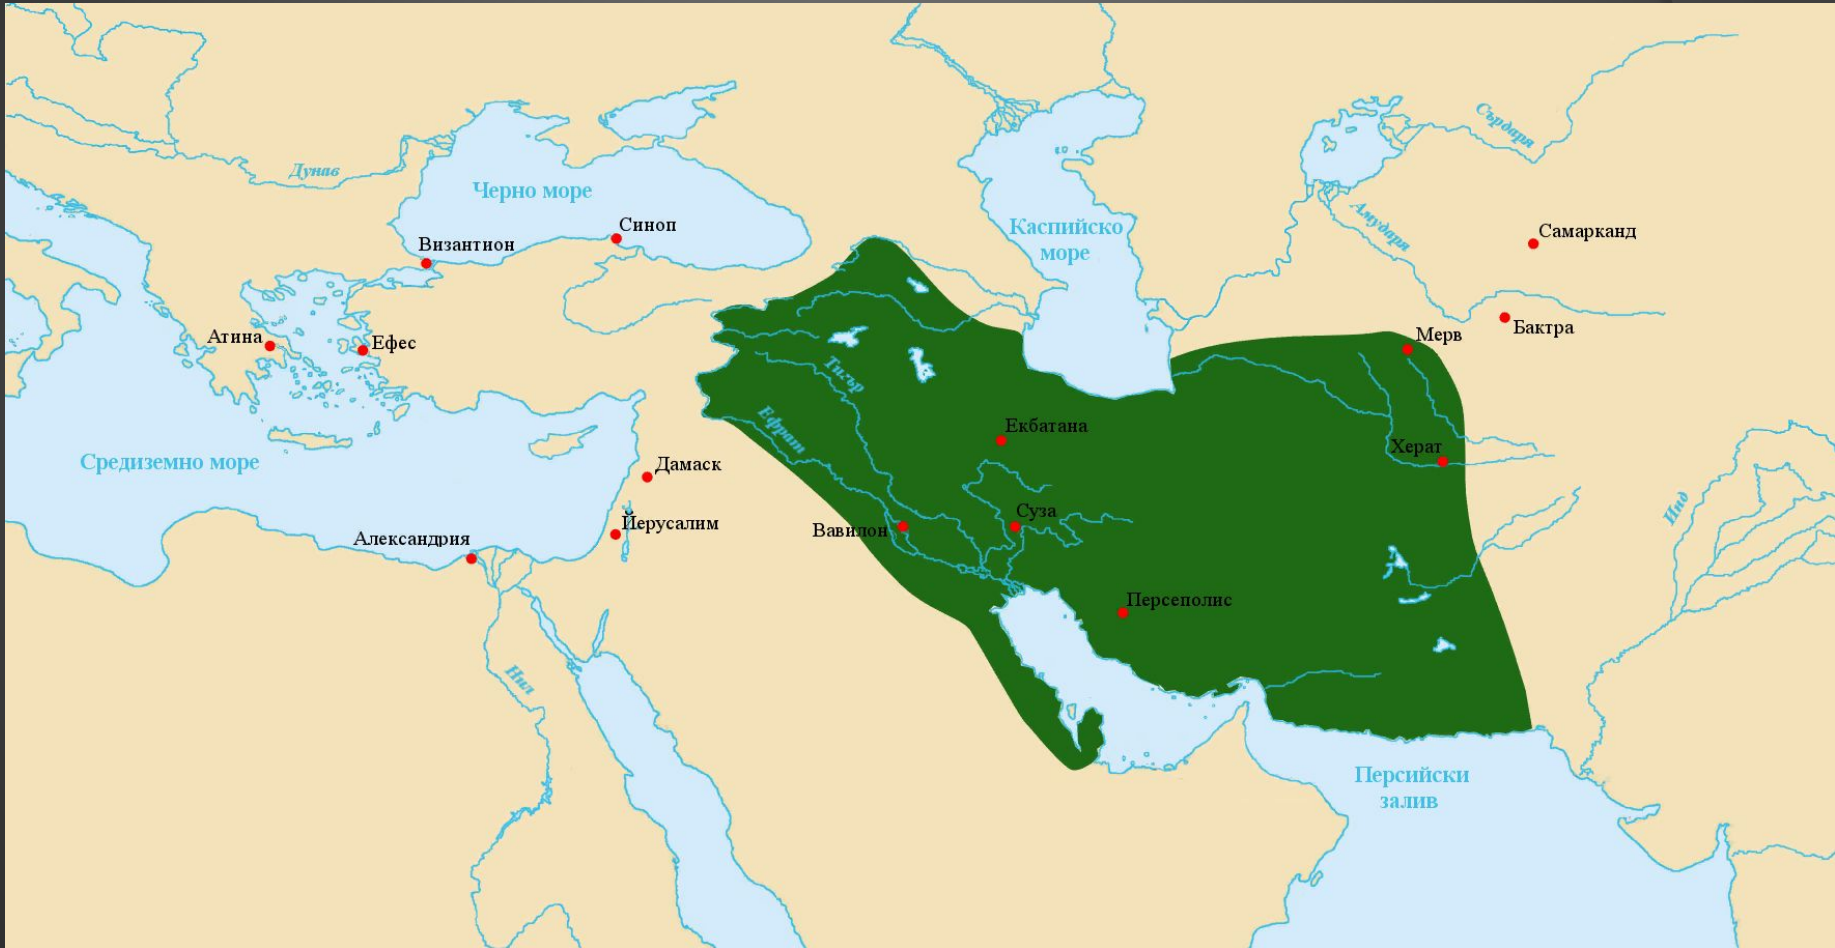 Сърдаря
Дунав
Черно море
Амударя
Синоп
Каспийско
море
Самарканд
Византион
Бактра
Мерв
Атина
Ефес
Тигър
Ефрат
Екбатана
Херат
Средиземно море
Дамаск
Инд
Суза
Йерусалим
Вавилон
Александрия
Персеполис
Нил
Персийски
залив